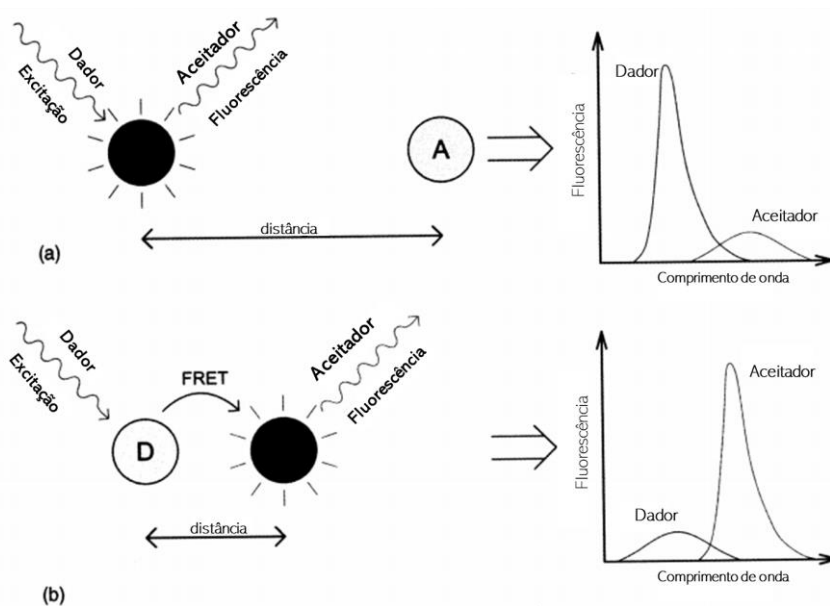 Dador
Excitação
Aceitador
Fluorescência
A
distância
(a)
Fluorescência
Dador
Aceitador
Comprimento de onda
Dador
Excitação
FRET
Aceitador
Fluorescência
D
distância
(b)
Fluorescência
Aceitador
Dador
Comprimento de onda